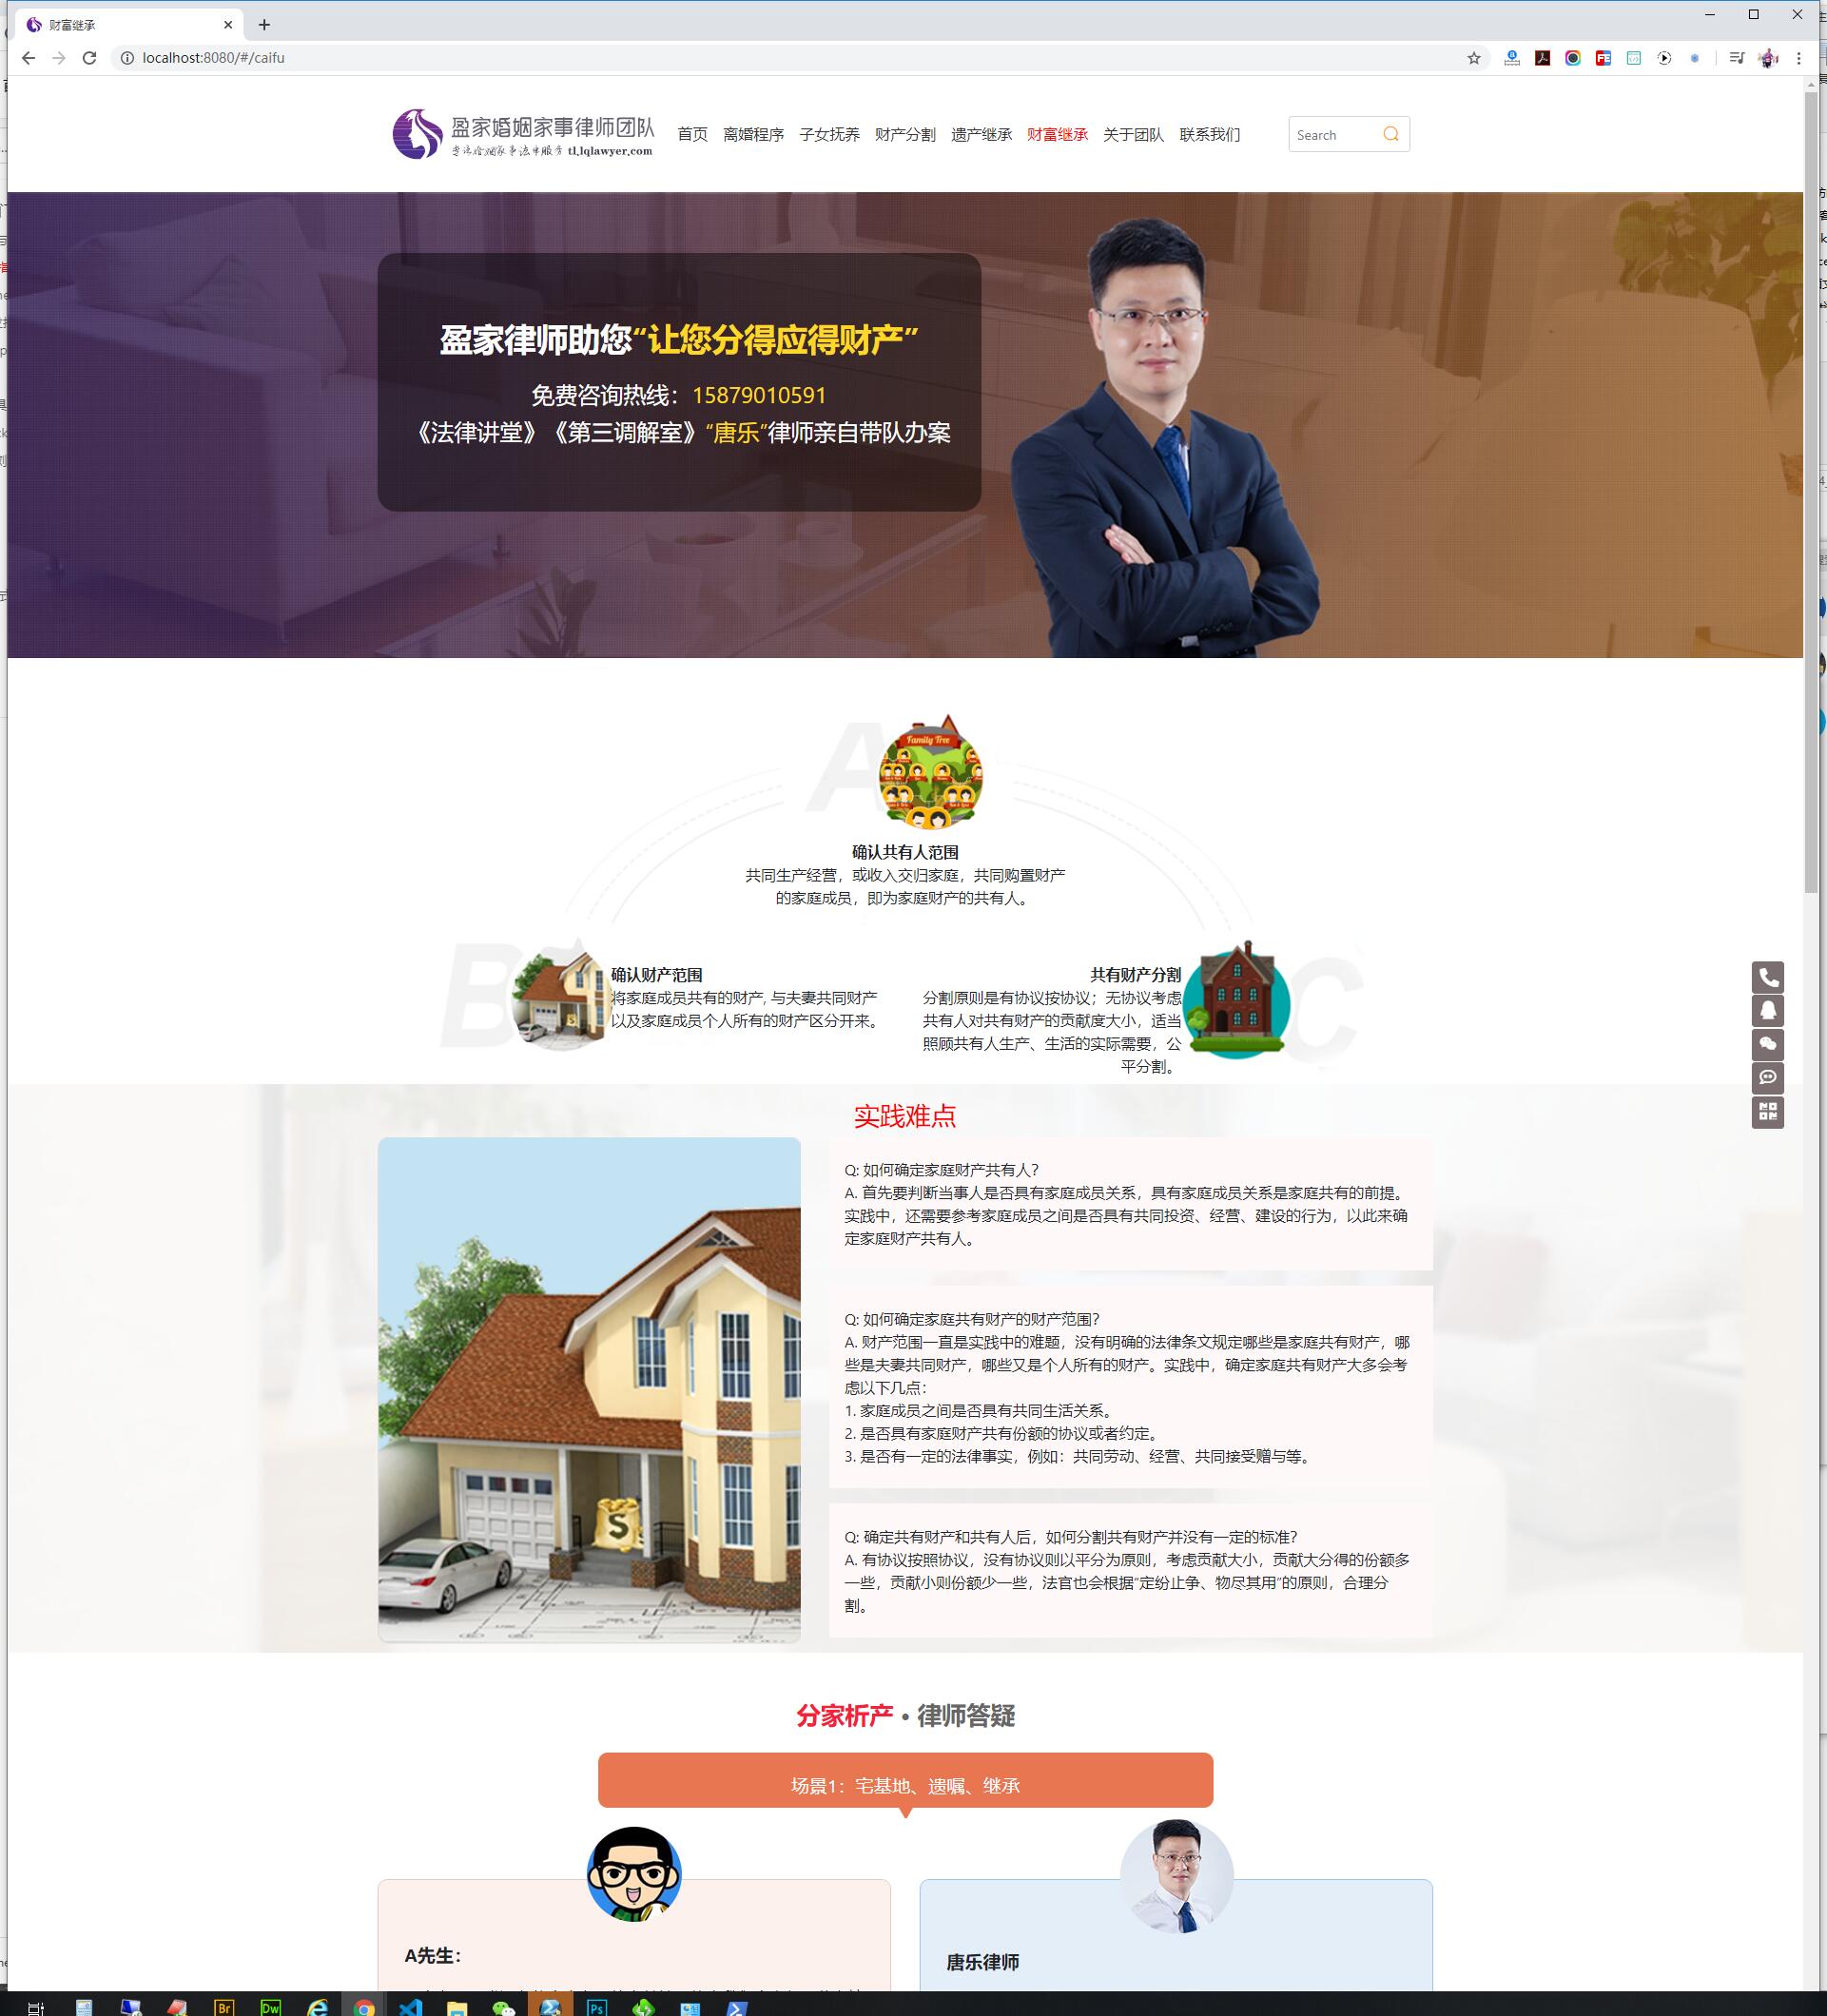 财富继承
localhost:8080/#/caifu
盈家婚姻家事律师团队
tl.lqlawyer.com
首页 离婚程序 子女抚养 财产分割 遗产继承 财富继承 关于团队 联系我们
Search
盈家律师助您“让您分得应得财产”
免费咨询热线：15879010591
《法律讲堂》《第三调解室》“唐乐”律师亲自带队办案
A
Family Tree
确认共有人范围
共同生产经营，或收入交归家庭，共同购置财产
的家庭成员，即为家庭财产的共有人。
B
确认财产范围
将家庭成员共有的财产, 与夫妻共同财产
以及家庭成员个人所有的财产区分开来。
C
共有财产分割
分割原则是有协议按协议；无协议考虑
共有人对共有财产的贡献度大小，适当
照顾共有人生产、生活的实际需要，公
平分割。
实践难点
Q: 如何确定家庭财产共有人？
A. 首先要判断当事人是否具有家庭成员关系，具有家庭成员关系是家庭共有的前提。
实践中，还需要参考家庭成员之间是否具有共同投资、经营、建设的行为，以此来确
定家庭财产共有人。
Q: 如何确定家庭共有财产的财产范围？
A. 财产范围一直是实践中的难题，没有明确的法律条文规定哪些是家庭共有财产，哪
些是夫妻共同财产，哪些又是个人所有的财产。实践中，确定家庭共有财产大多会考
虑以下几点：
1. 家庭成员之间是否具有共同生活关系。
2. 是否具有家庭财产共有份额的协议或者约定。
3. 是否有一定的法律事实，例如：共同劳动、经营、共同接受赠与等。
Q: 确定共有财产和共有人后，如何分割共有财产并没有一定的标准？
A. 有协议按照协议，没有协议则以平分为原则，考虑贡献大小，贡献大分得的份额多
一些，贡献小则份额少一些，法官也会根据“定纷止争、物尽其用”的原则，合理分
割。
$
分家析产 · 律师答疑
场景1：宅基地、遗嘱、继承
A先生：
唐乐律师
Br
Dw
Ps